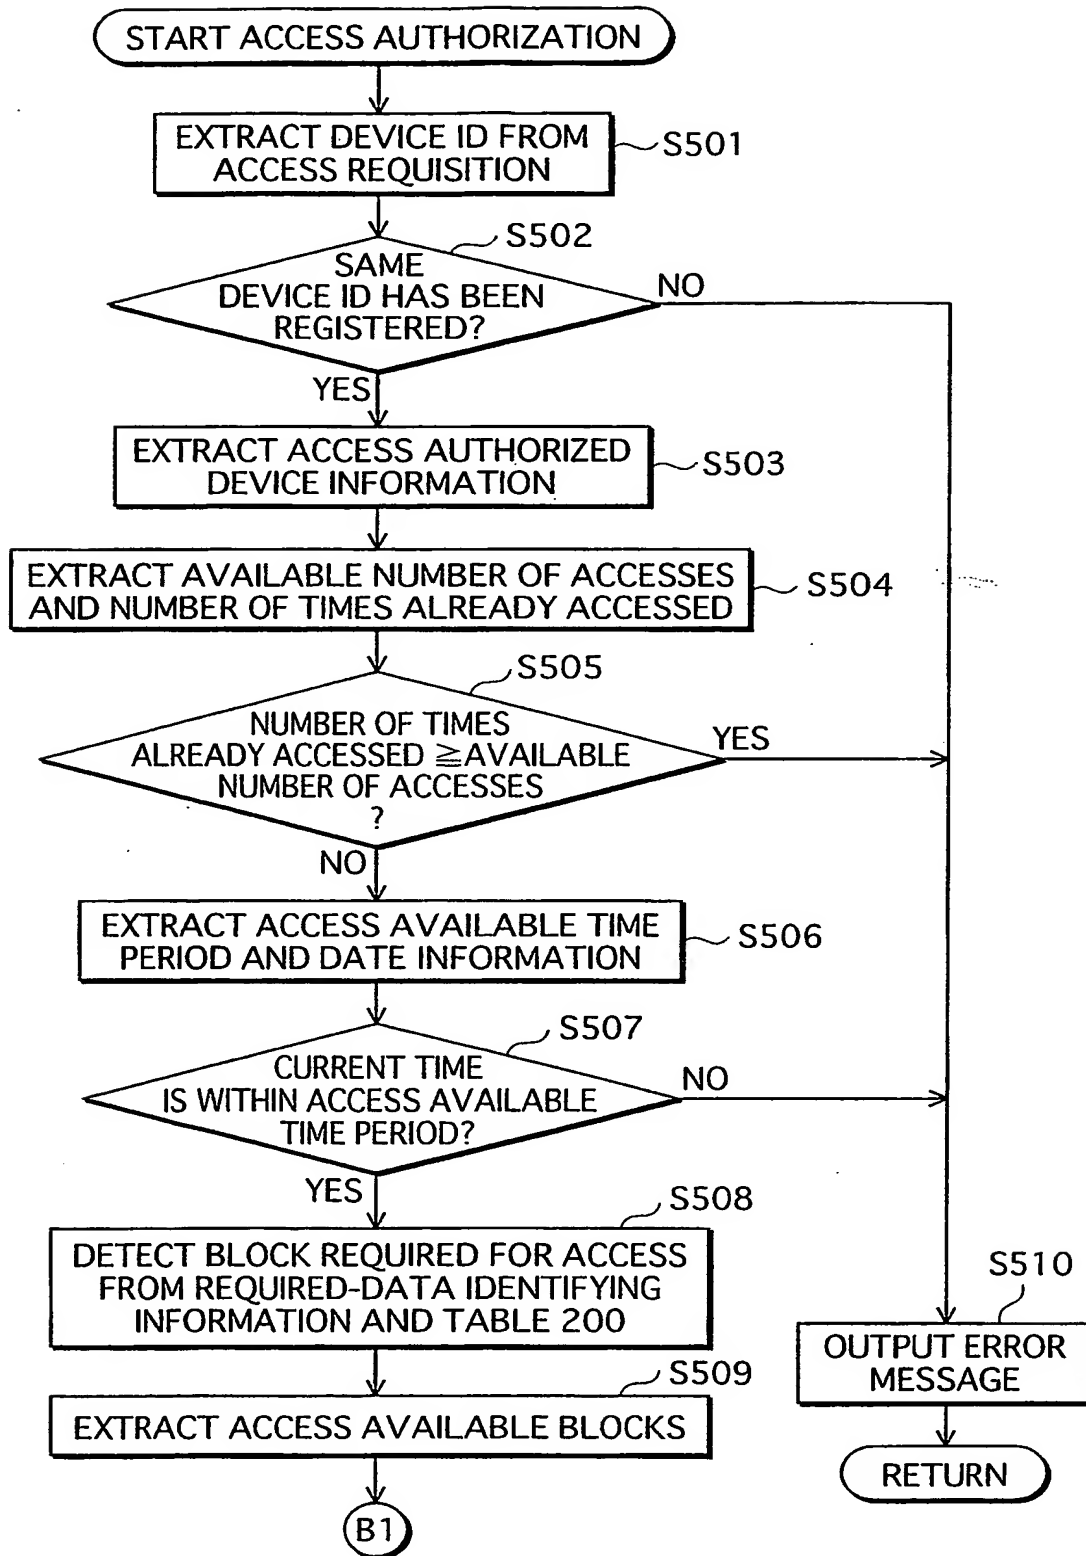 START ACCESS AUTHORIZATION
EXTRACT DEVICE ID FROM
ACCESS REQUISITION
S501
S502
SAME
DEVICE ID HAS BEEN
REGISTERED?
NO
YES
EXTRACT ACCESS AUTHORIZED
DEVICE INFORMATION
S503
EXTRACT AVAILABLE NUMBER OF ACCESSES
AND NUMBER OF TIMES ALREADY ACCESSED
S504
S505
NUMBER OF TIMES
ALREADY ACCESSED ≧AVAILABLE
NUMBER OF ACCESSES
?
YES
NO
EXTRACT ACCESS AVAILABLE TIME
PERIOD AND DATE INFORMATION
S506
S507
CURRENT TIME
IS WITHIN ACCESS AVAILABLE
TIME PERIOD?
NO
YES
S508
DETECT BLOCK REQUIRED FOR ACCESS
FROM REQUIRED-DATA IDENTIFYING
INFORMATION AND TABLE 200
S509
EXTRACT ACCESS AVAILABLE BLOCKS
B1
S510
OUTPUT ERROR
MESSAGE
RETURN